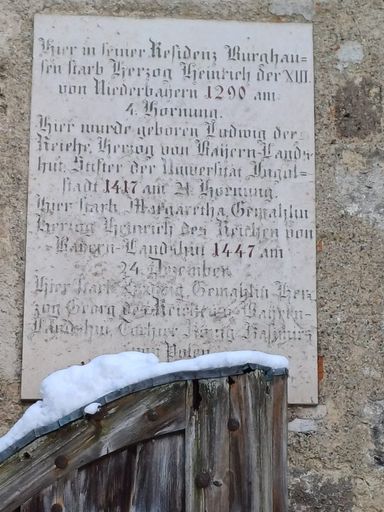 Hier in seiner Residenz Burghau-
sen starb Herzog Heinrich der XIII.
von Niederbayern 1290 am
4. Hornung.
Hier wurde geboren Ludwig der
Reiche, Herzog von Bayern-Lands-
hut, Stifter der Universität Ingol-
stadt 1417 am 21. Hornung.
Hier starb Margaretha, Gemahlin
Herzog Heinrich des Reichen von
Bayern-Landshut 1447 am
24. Dezember.
Hier starb Hedwig, Gemahlin Her-
zog Georg des Reichen v. Bayern-
Landshut, Tochter König Kasimirs
von Polen